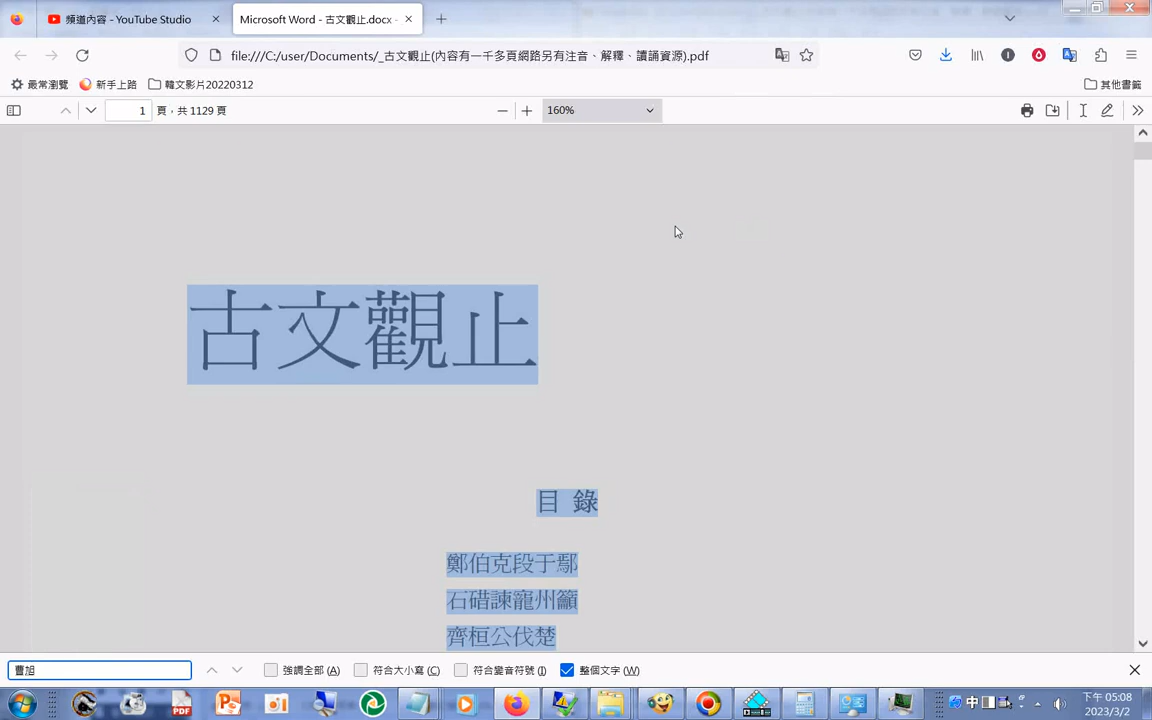 頻道內容 - YouTube Studio
Microsoft Word - 古文觀止.docx -
file:///C:/user/Documents/_古文觀止(內容有一千多頁網路另有注音、解釋、讀誦資源).pdf
最常瀏覽
新手上路
韓文影片20220312
其他書籤
1
頁，共 1129 頁
160%
古文觀止
目 錄
鄭伯克段于鄢
石碏諫寵州籲
齊桓公伐楚
曹旭
強調全部 (A)
符合大小寫 (C)
符合變音符號 (I)
整個文字 (W)
中
下午 05:08
2023/3/2